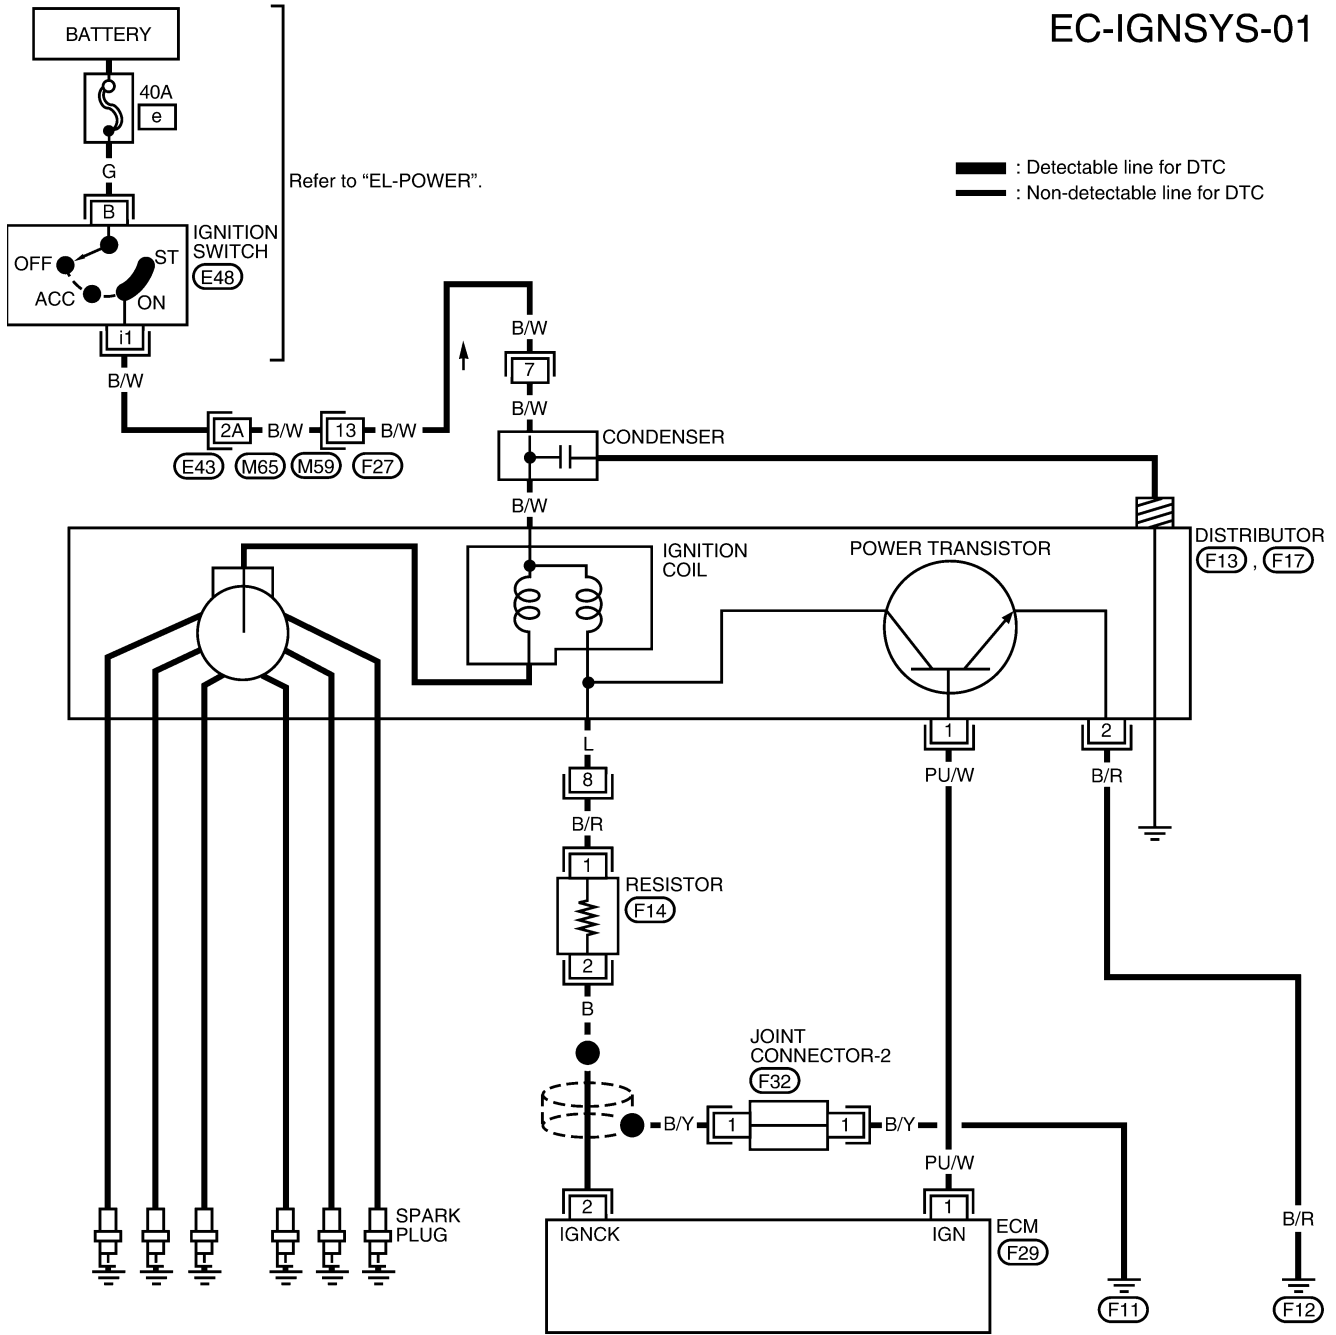 EC-IGNSYS-01
BATTERY
40A
e
G
Refer to “EL-POWER”.
: Detectable line for DTC
: Non-detectable line for DTC
B
IGNITION
SWITCH
E48
OFF
ST
ACC
ON
i1
B/W
B/W
7
B/W
2A
B/W
13
B/W
E43
M65
M59
F27
CONDENSER
B/W
DISTRIBUTOR
F13 , F17
IGNITION
COIL
POWER TRANSISTOR
L
1
2
PU/W
B/R
8
B/R
1
RESISTOR
F14
2
B
JOINT
CONNECTOR-2
F32
B/Y
1
1
B/Y
PU/W
SPARK
PLUG
2
IGNCK
1
IGN
ECM
F29
B/R
F11
F12